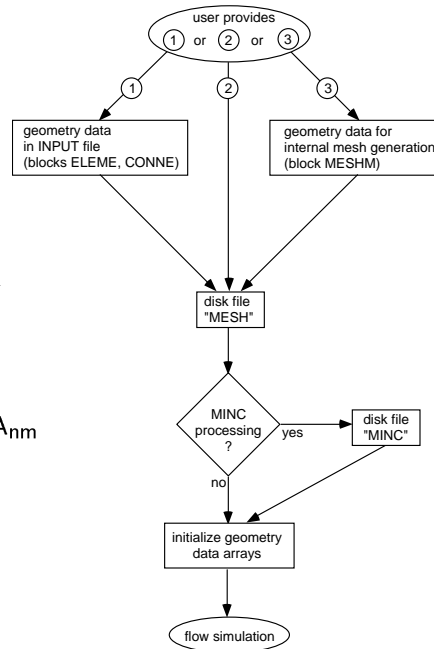 user provides
1 or 2 or 3
1
2
3
geometry data
in INPUT file
(blocks ELEME, CONNE)
geometry data for
internal mesh generation
(block MESHM)
disk file
"MESH"
Anm
MINC
processing
?
yes
disk file
"MINC"
no
initialize geometry
data arrays
flow simulation